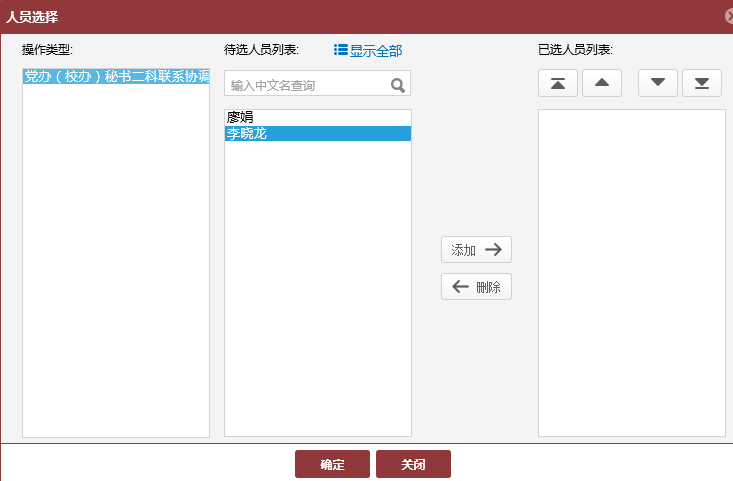 人员选择
操作类型:
待选人员列表:
显示全部
已选人员列表:
党办（校办）秘书二科联系协调
输入中文名查询
廖娟
李晓龙
添加
删除
确定
关闭